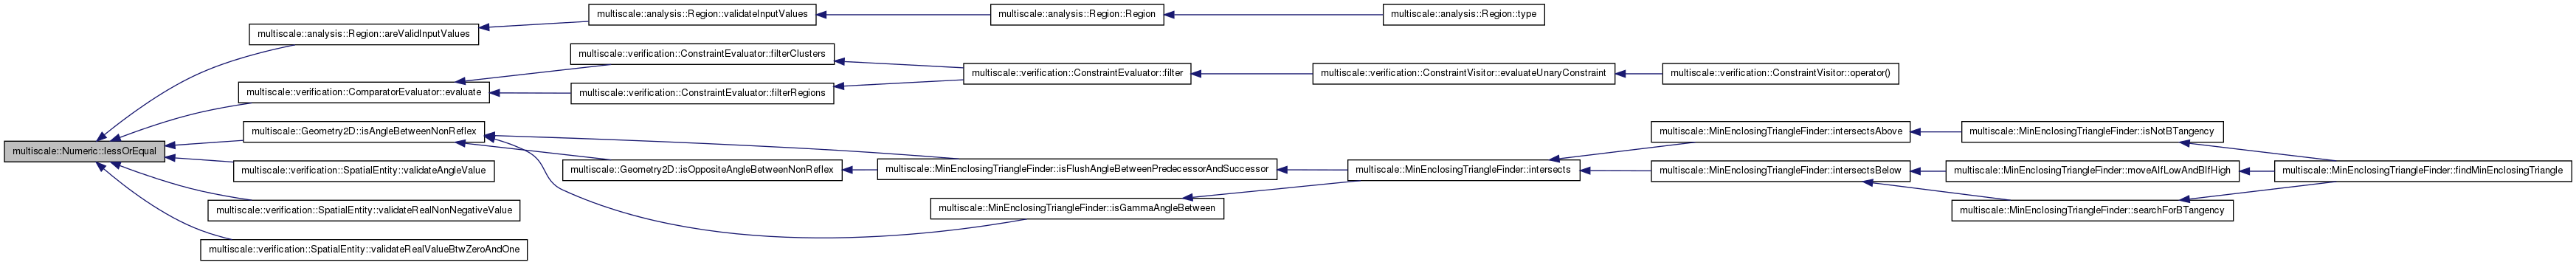 multiscale::analysis::Region::validateInputValues
multiscale::analysis::Region::Region
multiscale::analysis::Region::type
multiscale::analysis::Region::areValidInputValues
multiscale::verification::ConstraintEvaluator::filterClusters
multiscale::verification::ConstraintEvaluator::filter
multiscale::verification::ConstraintVisitor::evaluateUnaryConstraint
multiscale::verification::ConstraintVisitor::operator()
multiscale::verification::ComparatorEvaluator::evaluate
multiscale::verification::ConstraintEvaluator::filterRegions
multiscale::Geometry2D::isAngleBetweenNonReflex
multiscale::MinEnclosingTriangleFinder::intersectsAbove
multiscale::MinEnclosingTriangleFinder::isNotBTangency
multiscale::Numeric::lessOrEqual
multiscale::verification::SpatialEntity::validateAngleValue
multiscale::Geometry2D::isOppositeAngleBetweenNonReflex
multiscale::MinEnclosingTriangleFinder::isFlushAngleBetweenPredecessorAndSuccessor
multiscale::MinEnclosingTriangleFinder::intersects
multiscale::MinEnclosingTriangleFinder::intersectsBelow
multiscale::MinEnclosingTriangleFinder::moveAIfLowAndBIfHigh
multiscale::MinEnclosingTriangleFinder::findMinEnclosingTriangle
multiscale::verification::SpatialEntity::validateRealNonNegativeValue
multiscale::MinEnclosingTriangleFinder::isGammaAngleBetween
multiscale::MinEnclosingTriangleFinder::searchForBTangency
multiscale::verification::SpatialEntity::validateRealValueBtwZeroAndOne